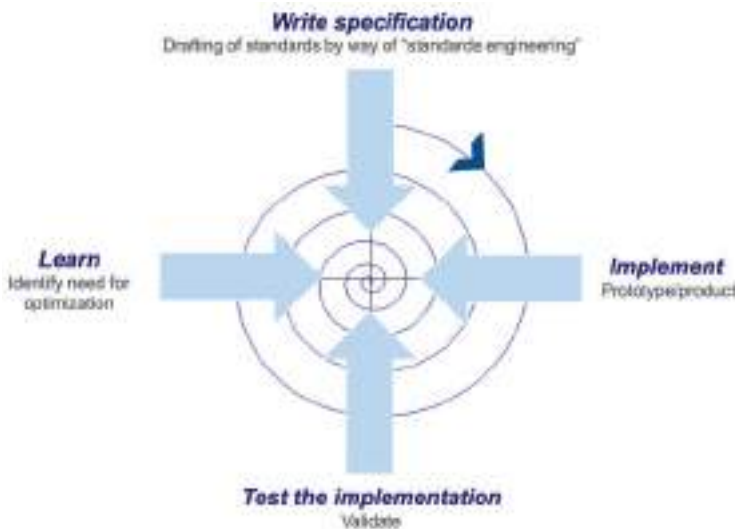 Write specification
Drafting of standards by way of "standards engineering"
Learn
Identify need for
optimization
Implement
Prototype/product
Test the implementation
Validate